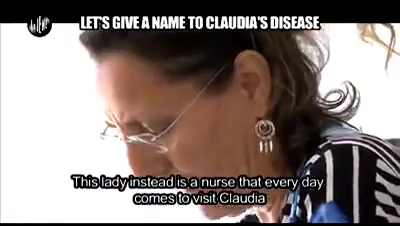 LET'S GIVE A NAME TO CLAUDIA'S DISEASE
This lady instead is a nurse that every day
comes to visit Claudia